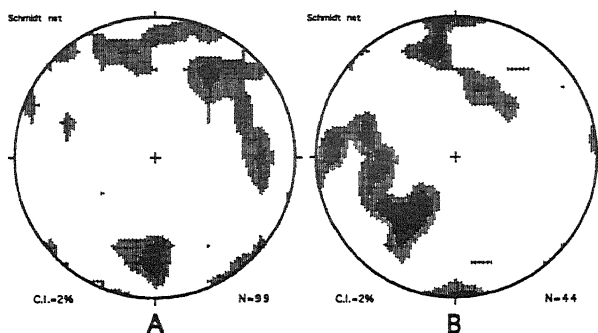 Schmidt net
Schmidt net
C.I.=2%
N=99
C.I.=2%
N=44
A
B